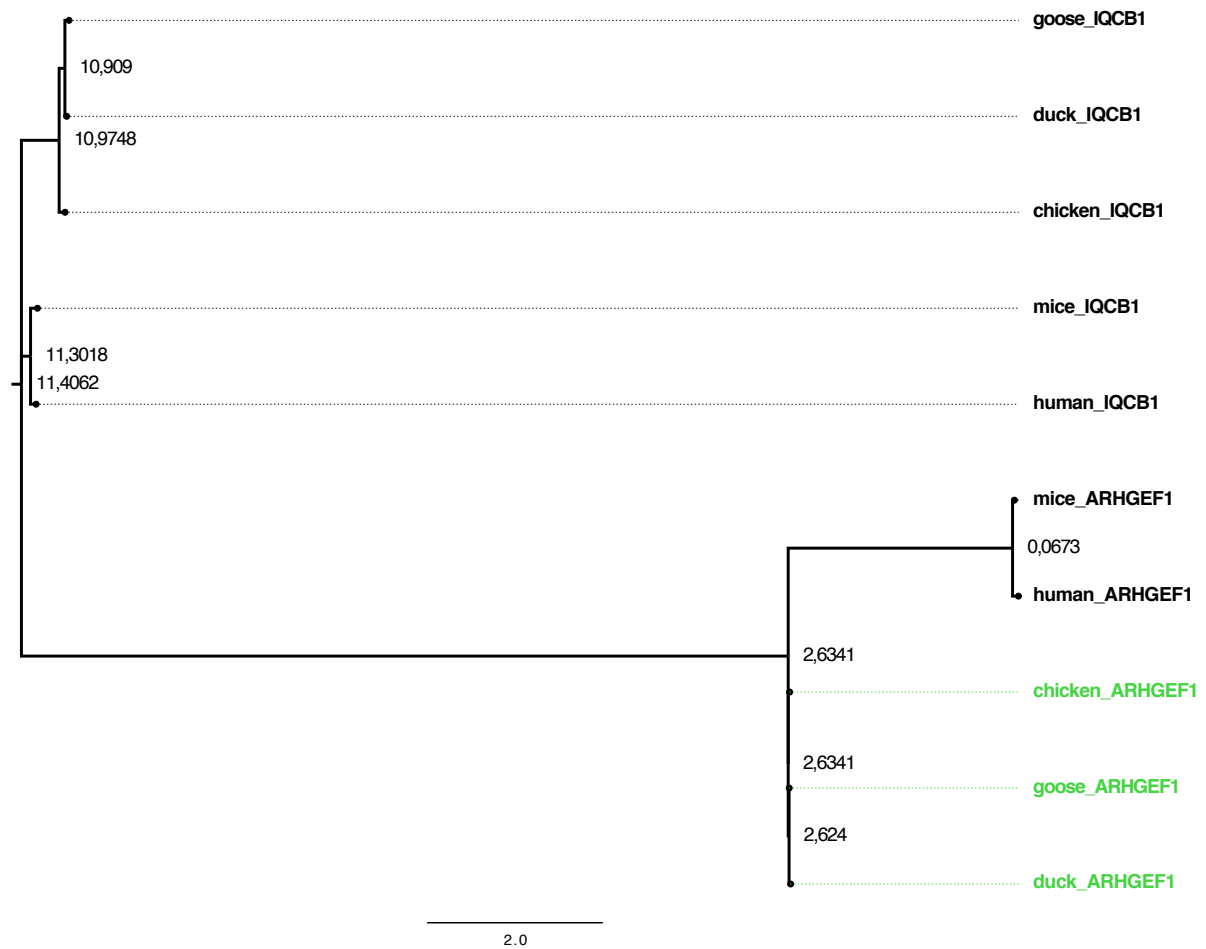 goose_IQCB1
10,909
duck_IQCB1
10,9748
chicken_IQCB1
mice_IQCB1
11,3018
11,4062
human_IQCB1
mice_ARHGEF1
0,0673
human_ARHGEF1
2,6341
chicken_ARHGEF1
2,6341
goose_ARHGEF1
2,624
duck_ARHGEF1
2.0